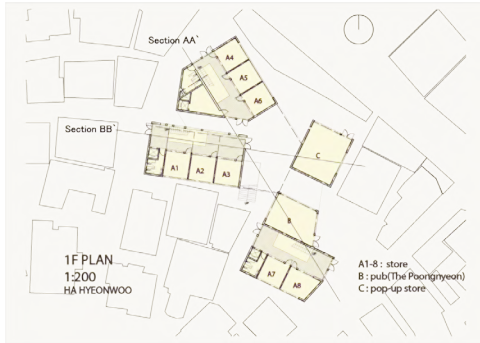 Section AA`
A4
A5
A6
Section BB`
A1
A2
A3
C
B
A7
A8
1F PLAN
1:200
HA HYEONWOO
A1-8 : store
B : pub(The Poongnyeon)
C : pop-up store